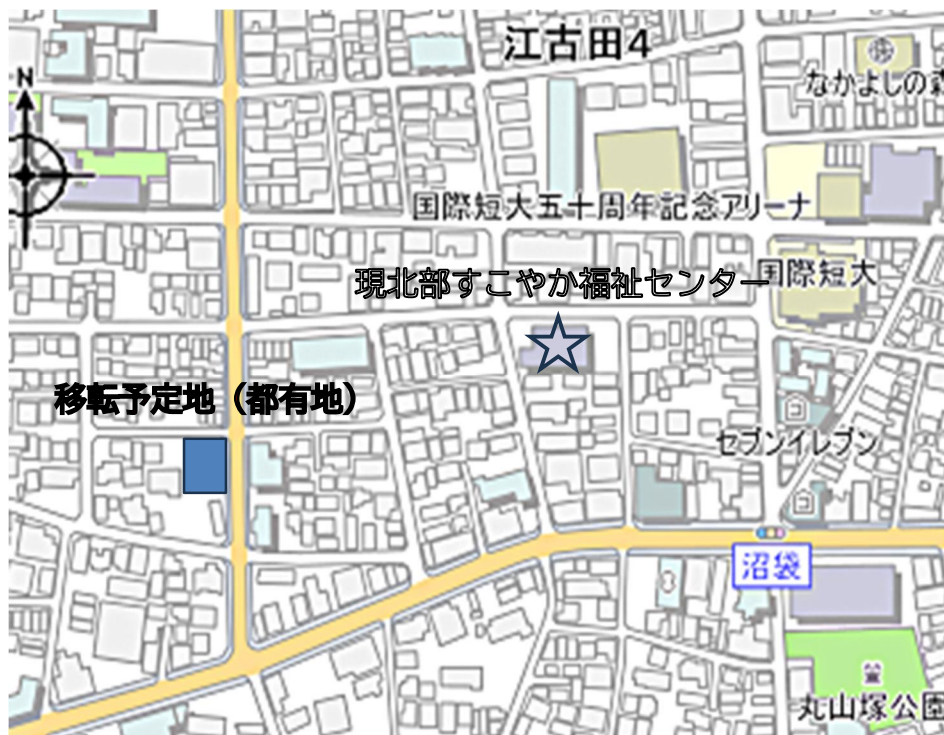 江古田4
なかよしの森
N
国際短大五十周年記念アリーナ
現北部すこやか福祉センター
国際短大
移転予定地（都有地）
セブンイレブン
沼袋
丸山塚公園